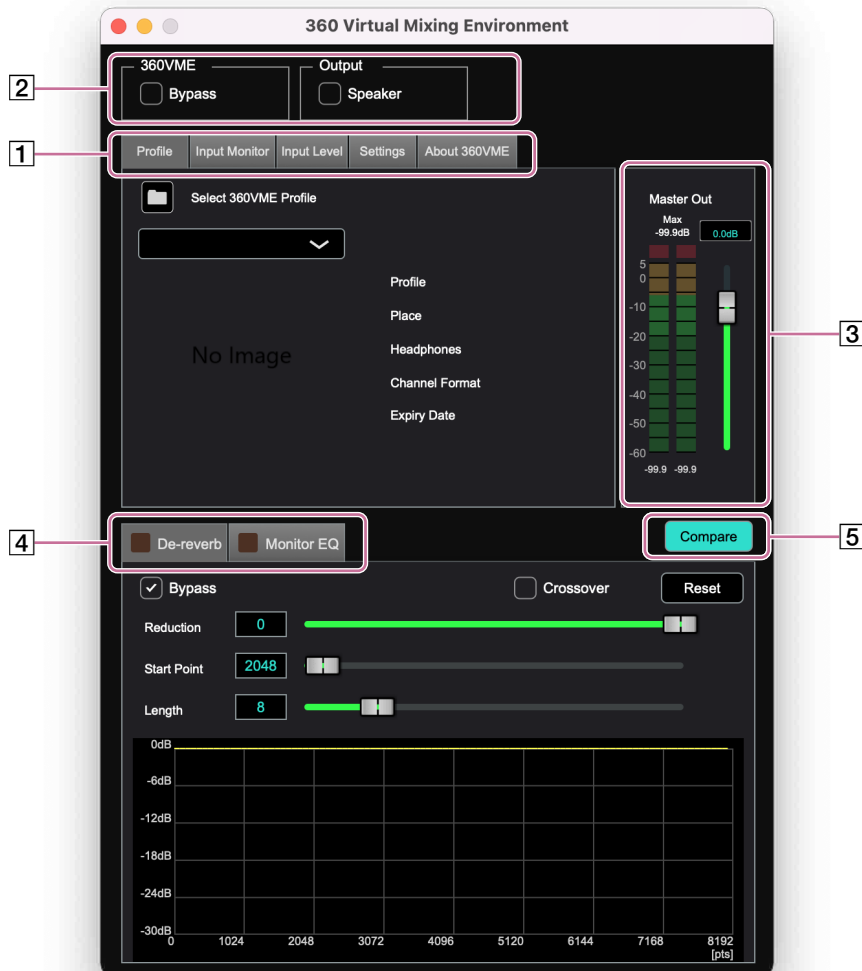 360 Virtual Mixing Environment
2
360VME
Output
Bypass
Speaker
1
Profile
Input Monitor
Input Level
Settings
About 360VME
Select 360VME Profile
No Image
Profile
Place
Headphones
Channel Format
Expiry Date
Master Out
Max
-99.9dB
0.0dB
5
0
-10
-20
-30
-40
-50
-60
-99.9 -99.9
3
4
De-reverb
Monitor EQ
Compare
5
Bypass
Crossover
Reset
Reduction
0
Start Point
2048
Length
8
0dB
-6dB
-12dB
-18dB
-24dB
-30dB
0 1024 2048 3072 4096 5120 6144 7168 8192
[pts]